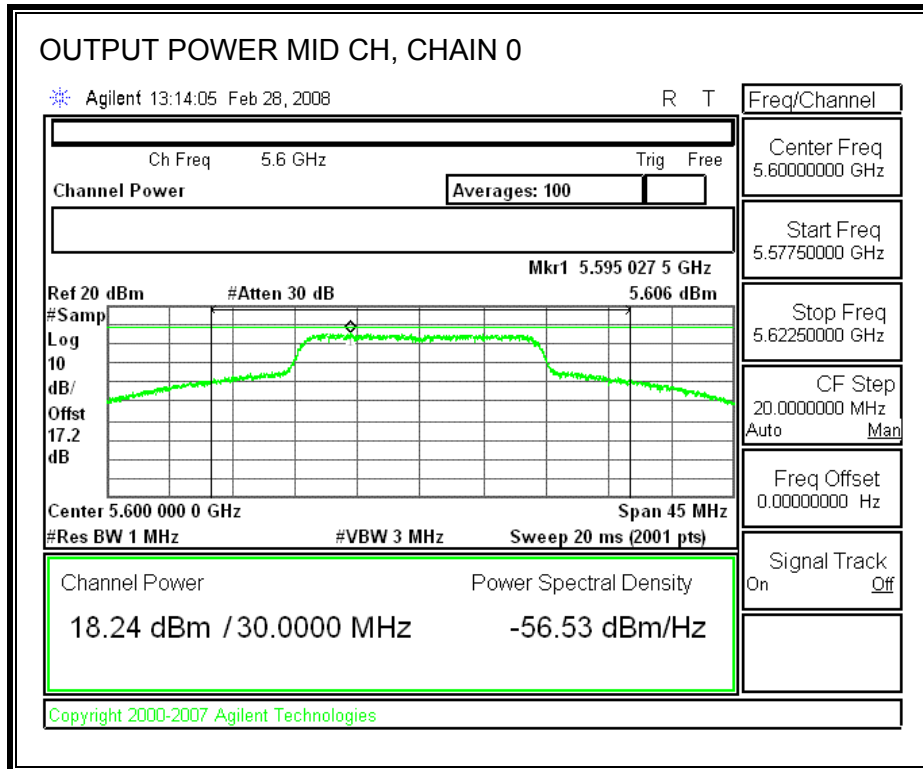 OUTPUT POWER MID CH, CHAIN 0
Agilent 13:14:05 Feb 28, 2008 R T
Freq/Channel
Ch Freq 5.6 GHz Trig Free
Channel Power Averages: 100
Mkr1 5.595 027 5 GHz
Ref 20 dBm #Atten 30 dB 5.606 dBm
#Samp
Log
10
dB/
Offst
17.2
dB
1
Center 5.600 000 0 GHz Span 45 MHz
#Res BW 1 MHz #VBW 3 MHz Sweep 20 ms (2001 pts)
Channel Power Power Spectral Density
18.24 dBm / 30.0000 MHz -56.53 dBm/Hz
Copyright 2000-2007 Agilent Technologies
Center Freq
5.60000000 GHz
Start Freq
5.57750000 GHz
Stop Freq
5.62250000 GHz
CF Step
20.0000000 MHz
Auto Man
Freq Offset
0.00000000 Hz
Signal Track
On Off